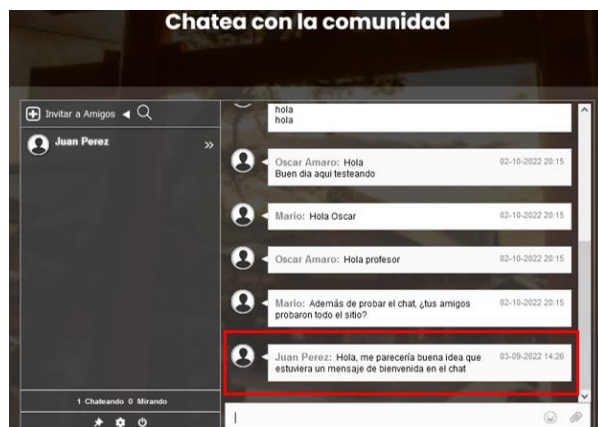 Chatea con la comunidad
Invitar a Amigos
Juan Perez
hola
hola
Oscar Amaro: Hola 02-10-2022 20:15
Buen dia aqui testeando
Mario: Hola Oscar 02-10-2022 20:15
Oscar Amaro: Hola profesor 02-10-2022 20:15
Mario: Además de probar el chat, ¿tus amigos 02-10-2022 20:15
probaron todo el sitio?
Juan Perez: Hola, me parecería buena idea que 03-09-2022 14:26
estuviera un mensaje de bienvenida en el chat
1 Chateando 0 Mirando